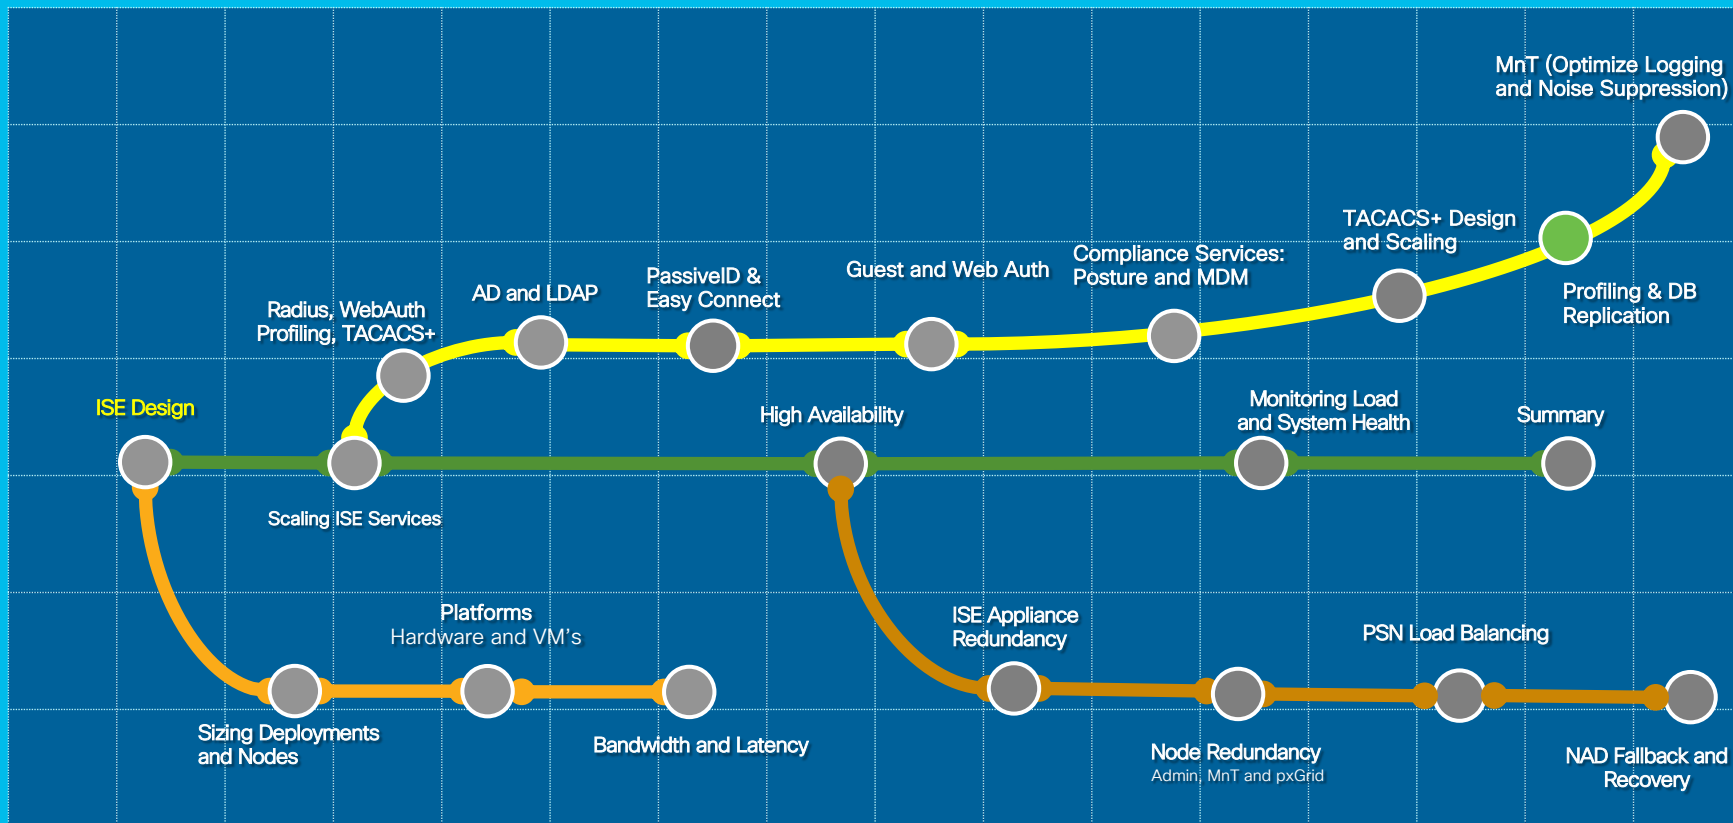 MnT (Optimize Logging
and Noise Suppression)
TACACS+ Design
and Scaling
Compliance Services:
Posture and MDM
Guest and Web Auth
PassiveID &
Easy Connect
AD and LDAP
Radius, WebAuth
Profiling, TACACS+
Profiling & DB
Replication
ISE Design
High Availability
Monitoring Load
and System Health
Summary
Scaling ISE Services
Platforms
Hardware and VM's
ISE Appliance
Redundancy
PSN Load Balancing
Sizing Deployments
and Nodes
Bandwidth and Latency
Node Redundancy
Admin, MnT and pxGrid
NAD Fallback and
Recovery